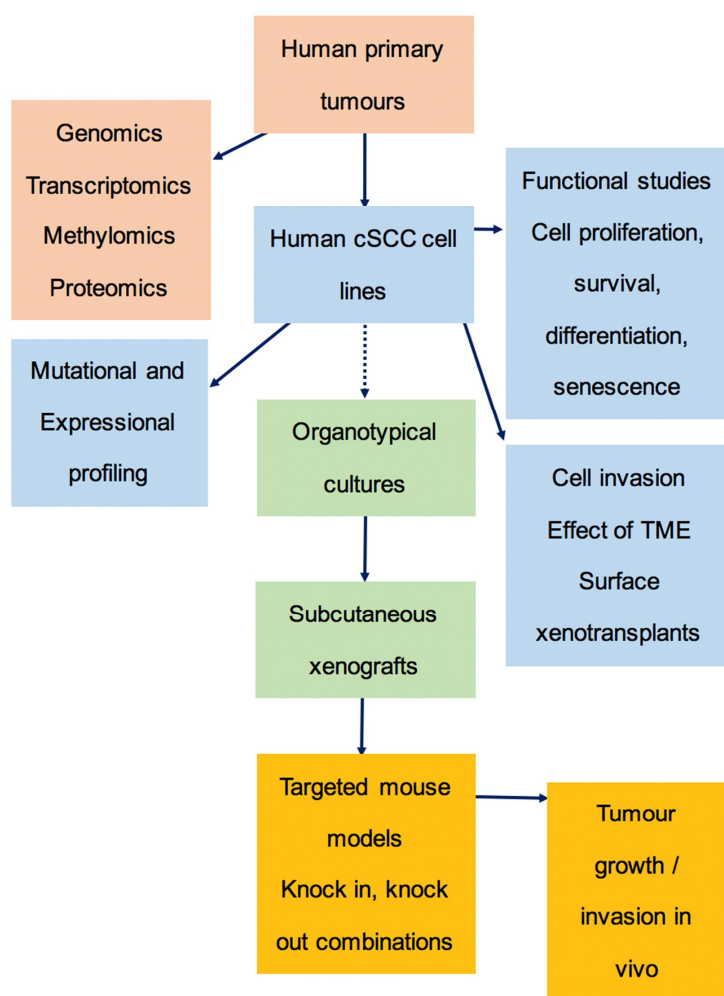 Human primary
tumours
Genomics
Transcriptomics
Methylomics
Proteomics
Human cSCC cell
lines
Functional studies
Cell proliferation,
survival,
differentiation,
senescence
Mutational and
Expressional
profiling
Organotypical
cultures
Cell invasion
Effect of TME
Surface
xenotransplants
Subcutaneous
xenografts
Targeted mouse
models
Knock in, knock
out combinations
Tumour
growth /
invasion in
vivo